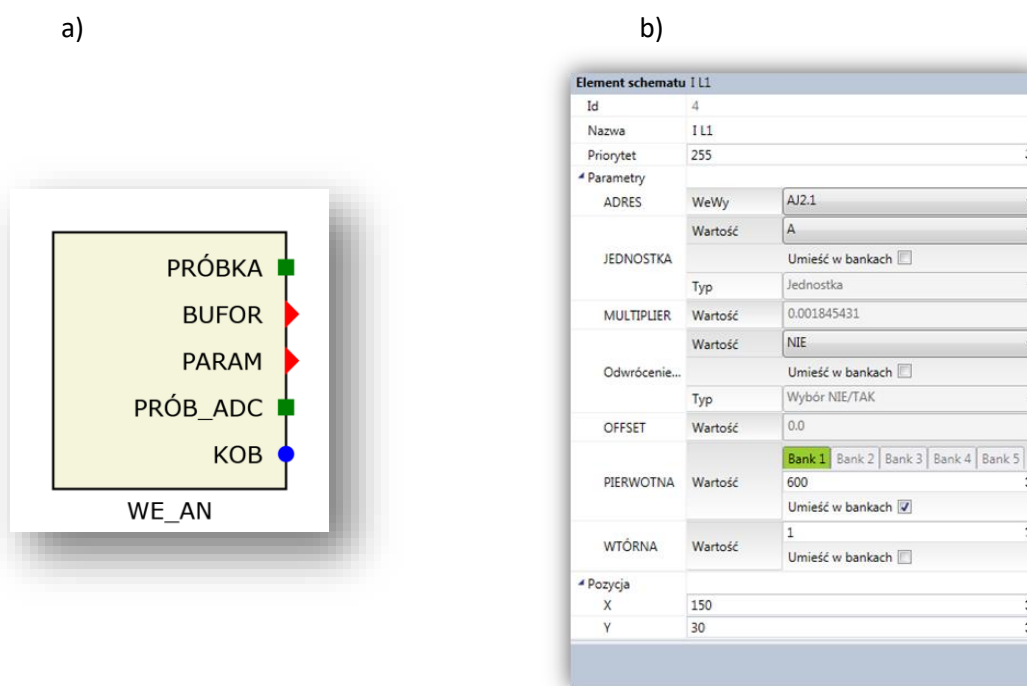 a)
b)
PRÓBKA
BUFOR
PARAM
PRÓB_ADC
KOB
WE_AN
Element schematu I L1
Id 4
Nazwa I L1
Priorytet 255
Parametry
ADRES WeWy AJ2.1
JEDNOSTKA Wartość A
Umieść w bankach
Typ Jednostka
MULTIPLIER Wartość 0.001845431
Odwrócenie... Wartość NIE
Umieść w bankach
Typ Wybór NIE/TAK
OFFSET Wartość 0.0
Bank 1 Bank 2 Bank 3 Bank 4 Bank 5
PIERWOTNA Wartość 600
Umieść w bankach
WTÓRNA Wartość 1
Umieść w bankach
Pozycja
X 150
Y 30